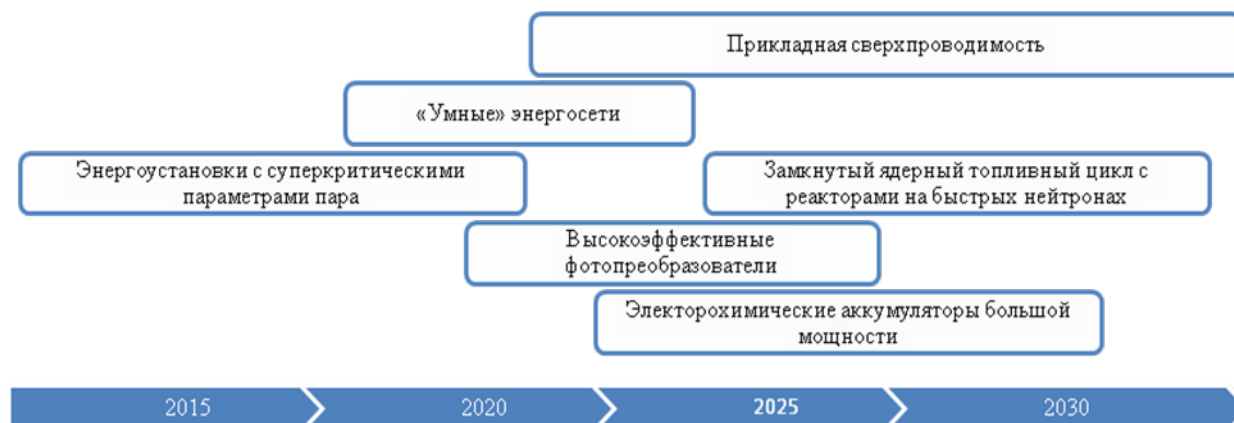 Прикладная сверхпроводимость
«Умные» энергосети
Энергоустановки с суперкритическими
параметрами пара
Замкнутый ядерный топливный цикл с
реакторами на быстрых нейтронах
Высокоэффективные
фотопреобразователи
Электорохимические аккумуляторы большой
мощности
2015
2020
2025
2030